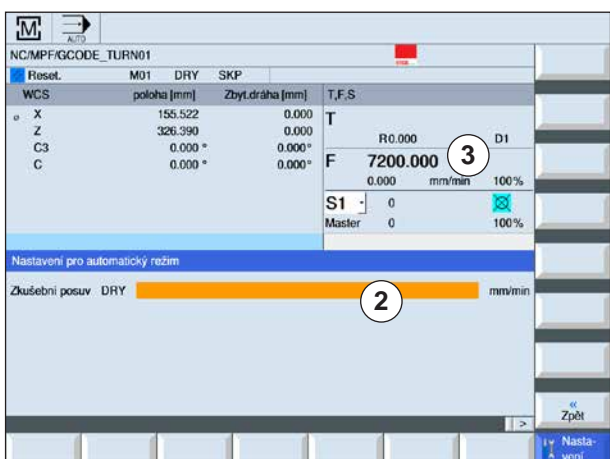 M
AUTO
NC/MPF/GCODE_TURN01
Reset. M01 DRY SKP
WCS poloha [mm] Zbyt.dráha [mm] T,F,S
X 155.522 0.000 T
Z 326.390 0.000 R0.000 D1
C3 0.000 ° 0.000° F 7200.000 3
C 0.000 ° 0.000° 0.000 mm/min 100%
S1 0
Master 0 100%
Nastavení pro automatický režim
Zkušební posuv DRY 2 mm/min
>
«
Zpět
Nasta-
vení